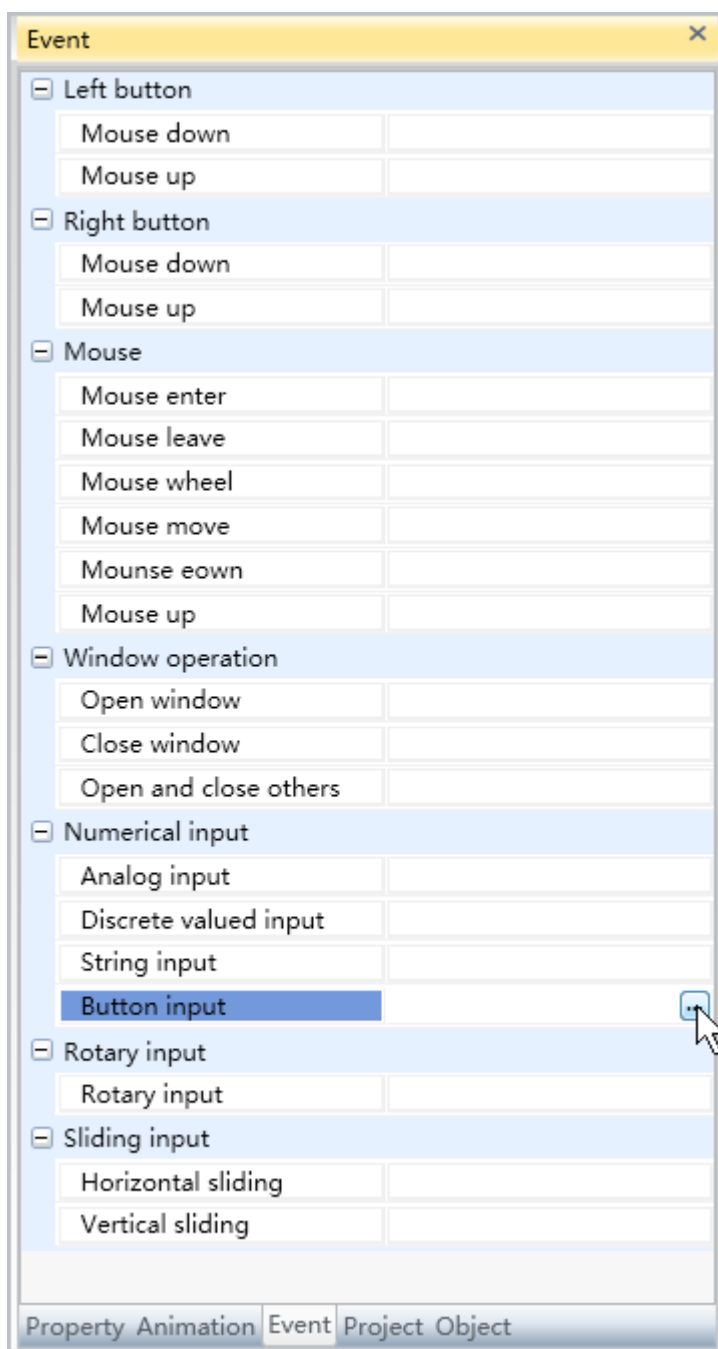 Event
Left button
Mouse down
Mouse up
Right button
Mouse down
Mouse up
Mouse
Mouse enter
Mouse leave
Mouse wheel
Mouse move
Mounse eown
Mouse up
Window operation
Open window
Close window
Open and close others
Numerical input
Analog input
Discrete valued input
String input
Button input ...
Rotary input
Rotary input
Sliding input
Horizontal sliding
Vertical sliding
Property Animation Event Project Object